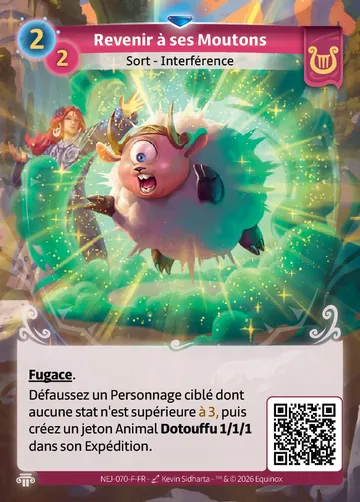 2
2
Revenir à ses Moutons
Sort - Interférence
Fugace.
Défaussez un Personnage ciblé dont
aucune stat n'est supérieure à 3, puis
créez un jeton Animal Dotouffu 1/1/1
dans son Expédition.
NEJ-070-F-FR - Kevin Sidharta - ™ & © 2026 Equinox